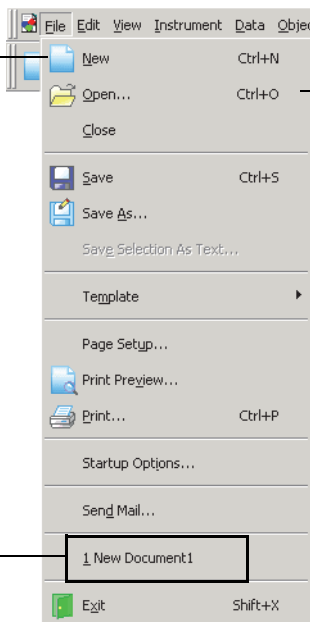 File Edit View Instrument Data Objec
New Ctrl+N
Open... Ctrl+O
Close
Save Ctrl+S
Save As...
Save Selection As Text...
Template
Page Setup...
Print Preview...
Print... Ctrl+P
Startup Options...
Send Mail...
1 New Document1
Exit Shift+X